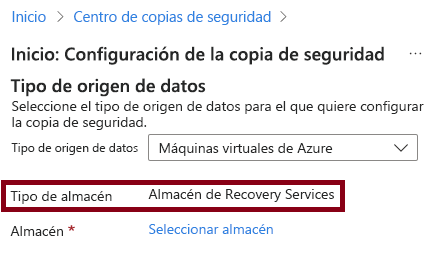 Inicio > Centro de copias de seguridad >
Inicio: Configuración de la copia de seguridad ...
Tipo de origen de datos
Seleccione el tipo de origen de datos para el que quiere configurar
la copia de seguridad.
Tipo de origen de datos Máquinas virtuales de Azure
Tipo de almacén Almacén de Recovery Services
Almacén * Seleccionar almacén